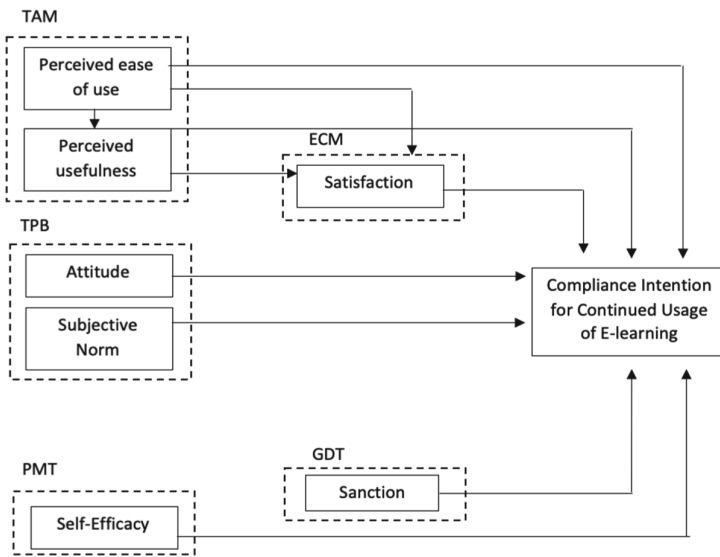 TAM
Perceived ease
of use
Perceived
usefulness
ECM
Satisfaction
TPB
Attitude
Subjective
Norm
Compliance Intention
for Continued Usage
of E-learning
GDT
Sanction
PMT
Self-Efficacy